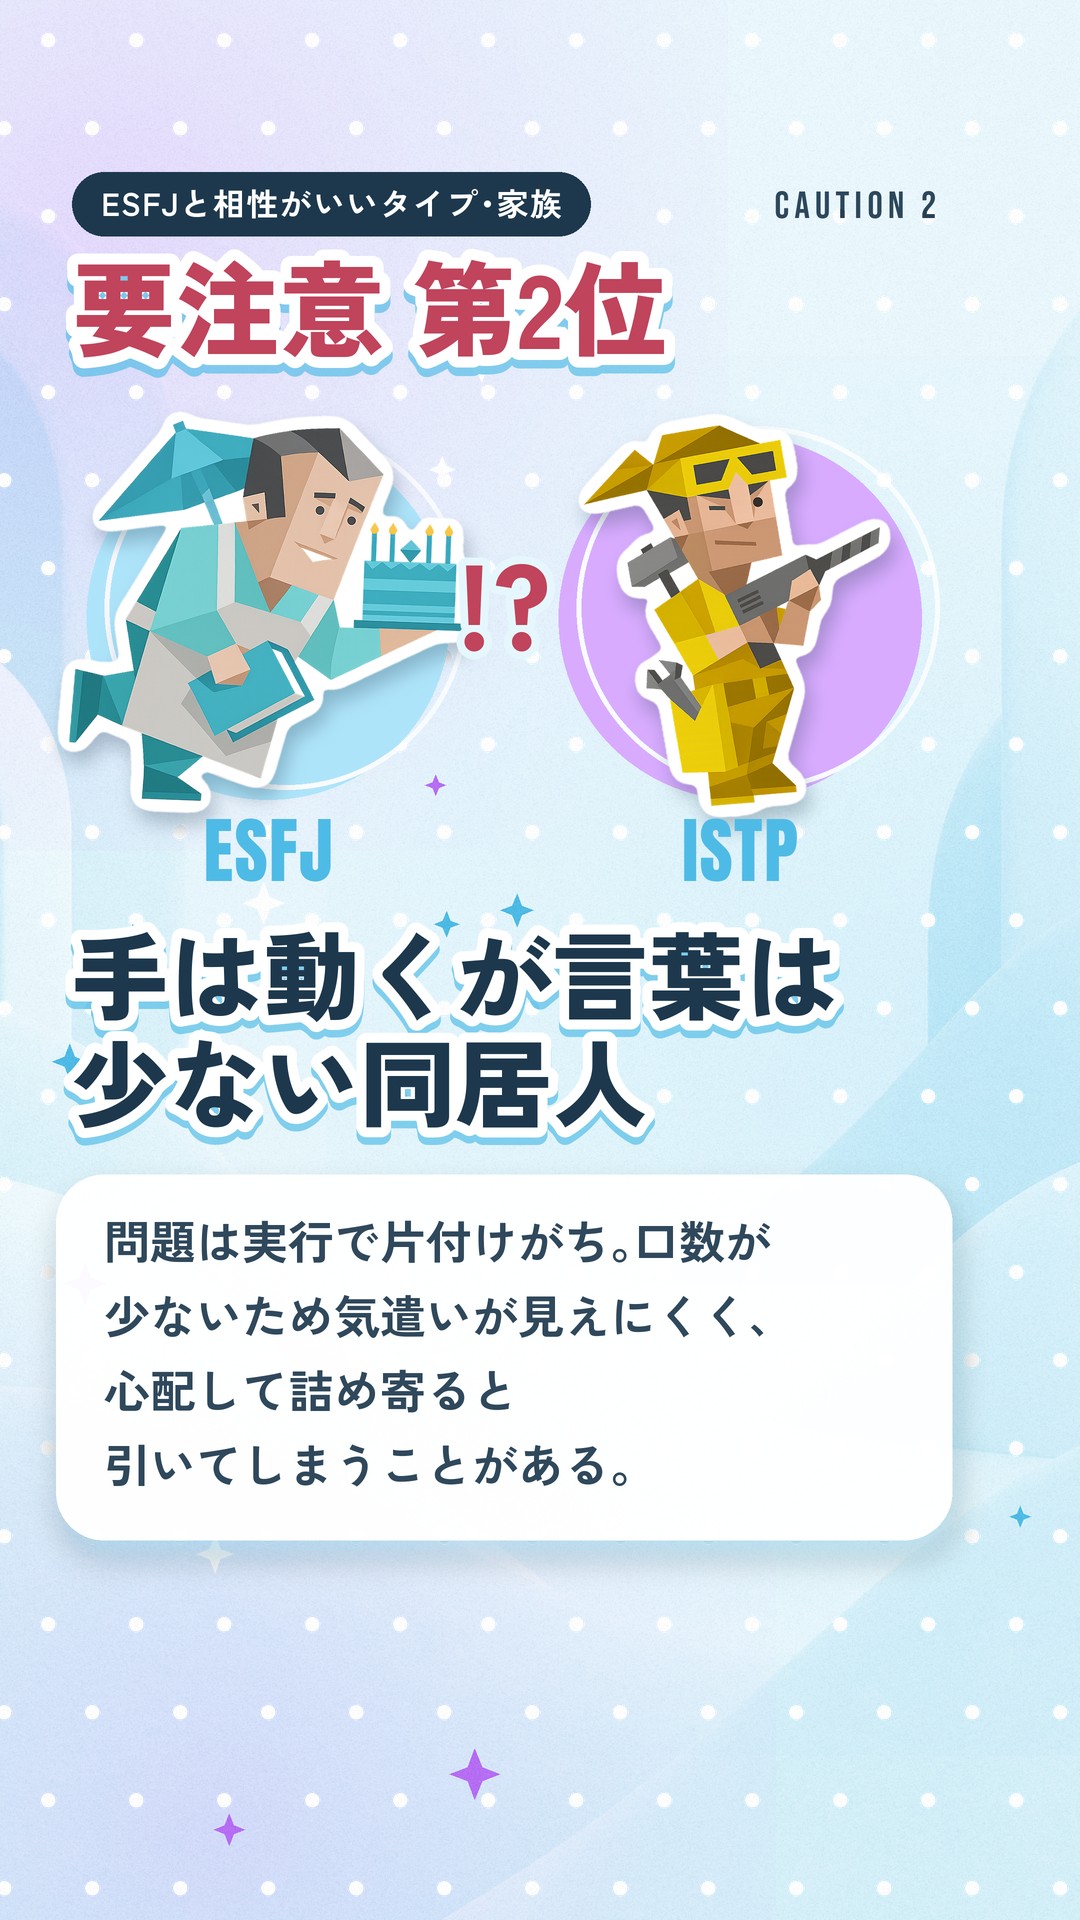 ESFJと相性がいいタイプ・家族
CAUTION 2
要注意 第2位
!?
ESFJ
ISTP
手は動くが言葉は
少ない同居人
問題は実行で片付けがち。口数が
少ないため気遣いが見えにくく、
心配して詰め寄ると
引いてしまうことがある。